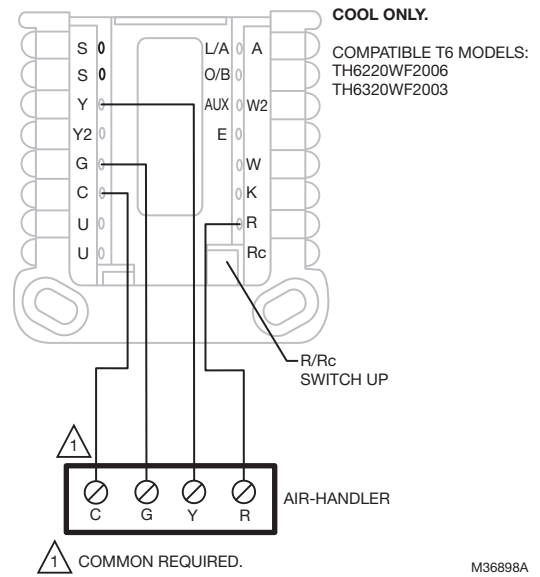 COOL ONLY.
COMPATIBLE T6 MODELS:
TH6220WF2006
TH6320WF2003
S L/A A
S O/B
Y AUX W2
Y2 E
G W
C K
U R
U Rc
R/Rc
SWITCH UP
1
C G Y R
AIR-HANDLER
1 COMMON REQUIRED.
M36898A